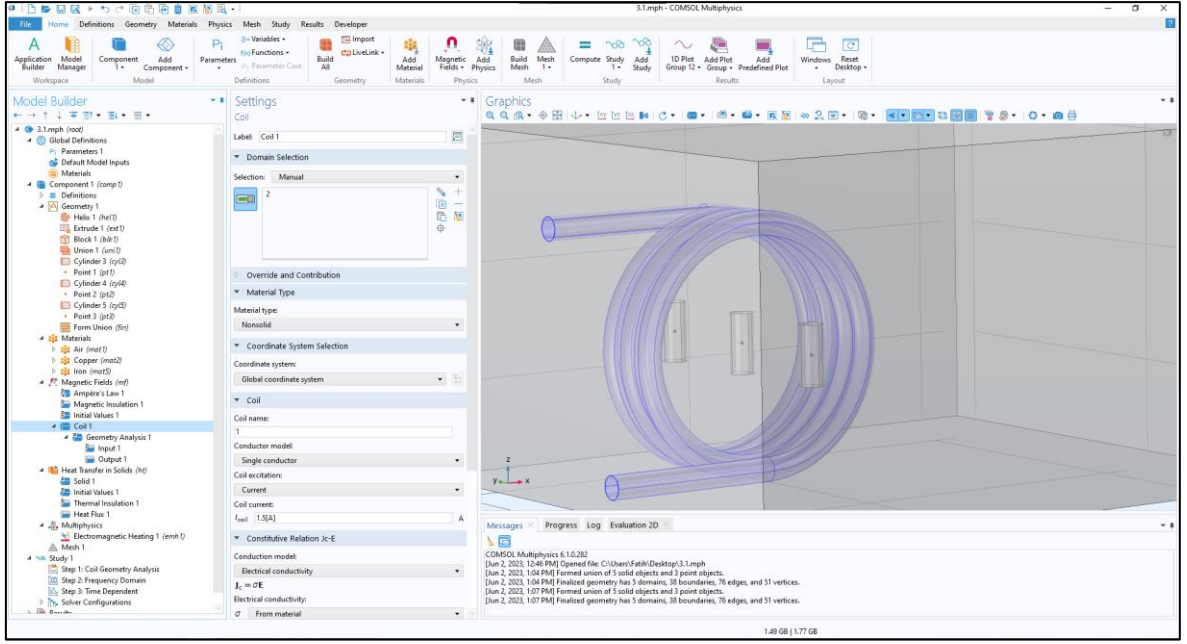 3.1.mph - COMSOL Multiphysics
File Home Definitions Geometry Materials Physics Mesh Study Results Developer
Application Builder
Model Manager
Workspace
Component 1
Add Component
Model
Pi
Parameters
a= Variables
f(x) Functions
Pi Parameter Case
Definitions
Build All
Import
LiveLink
Geometry
Add Material
Materials
Magnetic Fields
Add Physics
Physics
Build Mesh
Mesh 1
Mesh
Compute
Study 1
Add Study
Study
1D Plot Group 12
Add Plot Group
Add Predefined Plot
Results
Windows
Reset Desktop
Layout
Model Builder
3.1.mph (root)
Global Definitions
Pi Parameters 1
Default Model Inputs
Materials
Component 1 (comp1)
Definitions
Geometry 1
Helix 1 (hel1)
Extrude 1 (ext1)
Block 1 (blk1)
Union 1 (uni1)
Cylinder 3 (cyl3)
Point 1 (pt1)
Cylinder 4 (cyl4)
Point 2 (pt2)
Cylinder 5 (cyl5)
Point 3 (pt3)
Form Union (fin)
Materials
Air (mat1)
Copper (mat2)
Iron (mat5)
Magnetic Fields (mf)
Ampère's Law 1
Magnetic Insulation 1
Initial Values 1
Coil 1
Geometry Analysis 1
Input 1
Output 1
Heat Transfer in Solids (ht)
Solid 1
Initial Values 1
Thermal Insulation 1
Heat Flux 1
Multiphysics
Electromagnetic Heating 1 (emh1)
Mesh 1
Study 1
Step 1: Coil Geometry Analysis
Step 2: Frequency Domain
Step 3: Time Dependent
Solver Configurations
Results
Settings
Coil
Label: Coil 1
Domain Selection
Selection: Manual
2
Override and Contribution
Material Type
Material type:
Nonsolid
Coordinate System Selection
Coordinate system:
Global coordinate system
Coil
Coil name:
1
Conductor model:
Single conductor
Coil excitation:
Current
Coil current:
Icoil 1.5[A] A
Constitutive Relation Jc-E
Conduction model:
Electrical conductivity
Jc = σE
Electrical conductivity:
σ From material
Graphics
z
y x
Messages Progress Log Evaluation 2D
COMSOL Multiphysics 6.1.0.282
[Jun 2, 2023, 12:46 PM] Opened file: C:\Users\Fatih\Desktop\3.1.mph
[Jun 2, 2023, 1:04 PM] Formed union of 5 solid objects and 3 point objects.
[Jun 2, 2023, 1:04 PM] Finalized geometry has 5 domains, 38 boundaries, 76 edges, and 51 vertices.
[Jun 2, 2023, 1:07 PM] Formed union of 5 solid objects and 3 point objects.
[Jun 2, 2023, 1:07 PM] Finalized geometry has 5 domains, 38 boundaries, 76 edges, and 51 vertices.
1.49 GB | 1.77 GB